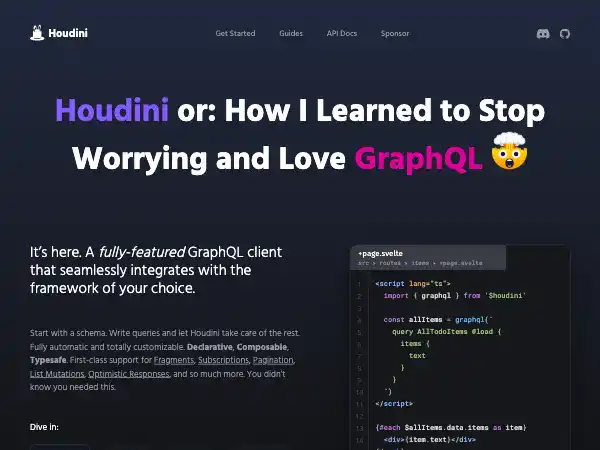 Houdini
Get Started
Guides
API Docs
Sponsor
Houdini or: How I Learned to Stop
Worrying and Love GraphQL 🤯
It's here. A fully-featured GraphQL client
that seamlessly integrates with the
framework of your choice.
Start with a schema. Write queries and let Houdini take care of the rest.
Fully automatic and totally customizable. Declarative, Composable,
Typesafe. First-class support for Fragments, Subscriptions, Pagination,
List Mutations, Optimistic Responses, and so much more. You didn't
know you needed this.
Dive in:
+page.svelte
src > routes > items > +page.svelte
1 <script lang="ts">
2 import { graphql } from '$houdini'
3
4 const allItems = graphql(`
5 query AllTodoItems @load {
6 items {
7 text
8 }
9 }
10 `)
11 </script>
12
13 {#each $allItems.data.items as item}
14 <div>{item.text}</div>